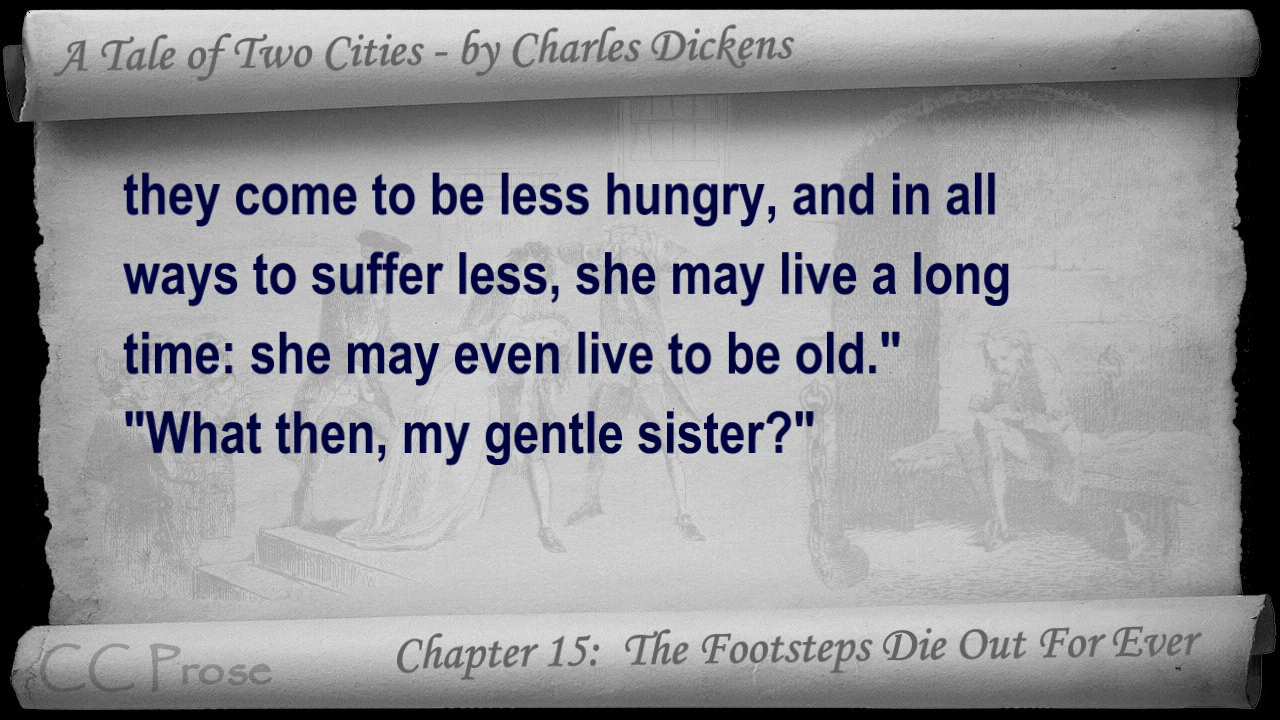 A Tale of Two Cities - by Charles Dickens
they come to be less hungry, and in all
ways to suffer less, she may live a long
time: she may even live to be old."
"What then, my gentle sister?"
Chapter 15: The Footsteps Die Out For Ever
CC Prose